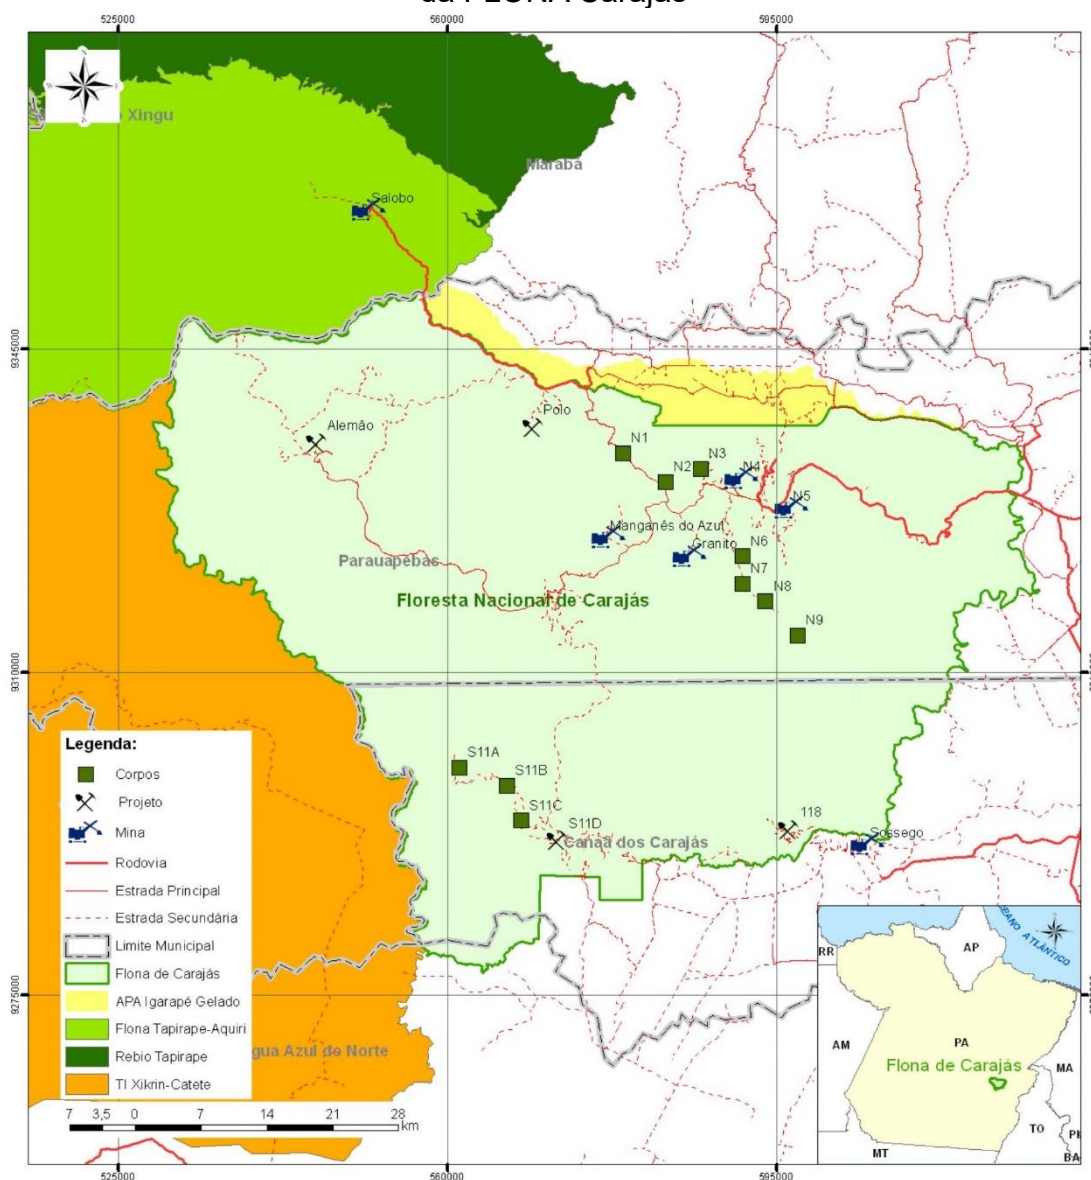 da FLONA Carajás
525000 560000 595000
Xingu
Marabá
Salobo
9345000
Polo
Alemão
N1
N2 N3 N4
N5
Manganês do Azul
Granito
N6
Parauapebas
N7
Floresta Nacional de Carajás
N8
N9
9310000
S11A
S11B
S11C
S11D
118
Canaã dos Carajás
Sossego
Legenda:
Corpos
Projeto
Mina
Rodovia
Estrada Principal
Estrada Secundária
Limite Municipal
Flona de Carajás
APA Igarapé Gelado
Flona Tapirape-Aquiri
Rebio Tapirape
TI Xikrin-Catete
7 3,5 0 7 14 21 28
km
9275000
gua Azul do Norte
OCEANO ATLÂNTICO
RR
AP
AM
PA
MA
Flona de Carajás
TO
PI
MT
BA
525000 560000 595000